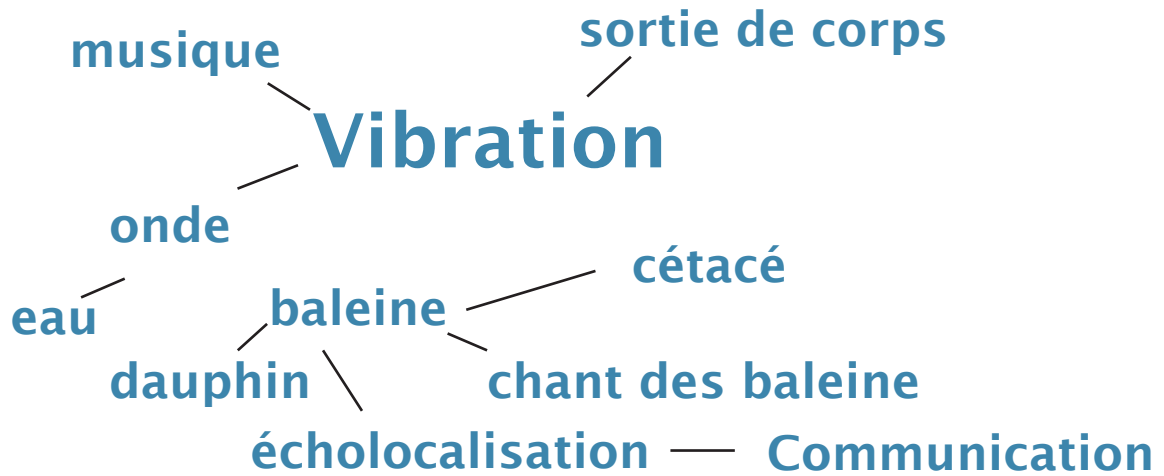 sortie de corps
musique
Vibration
onde
cétacé
baleine
eau
dauphin
chant des baleine
écholocalisation
Communication